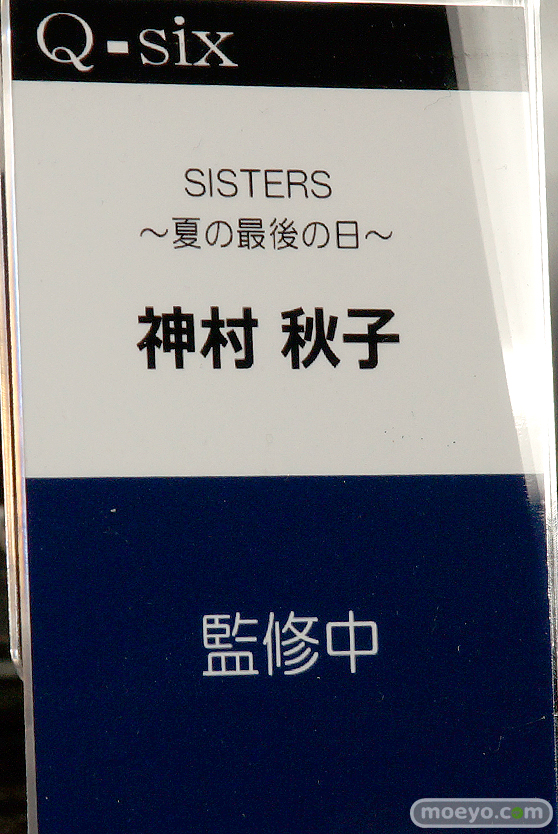 Q-six
SISTERS
～夏の最後の日～
神村 秋子
監修中
moeyo.com